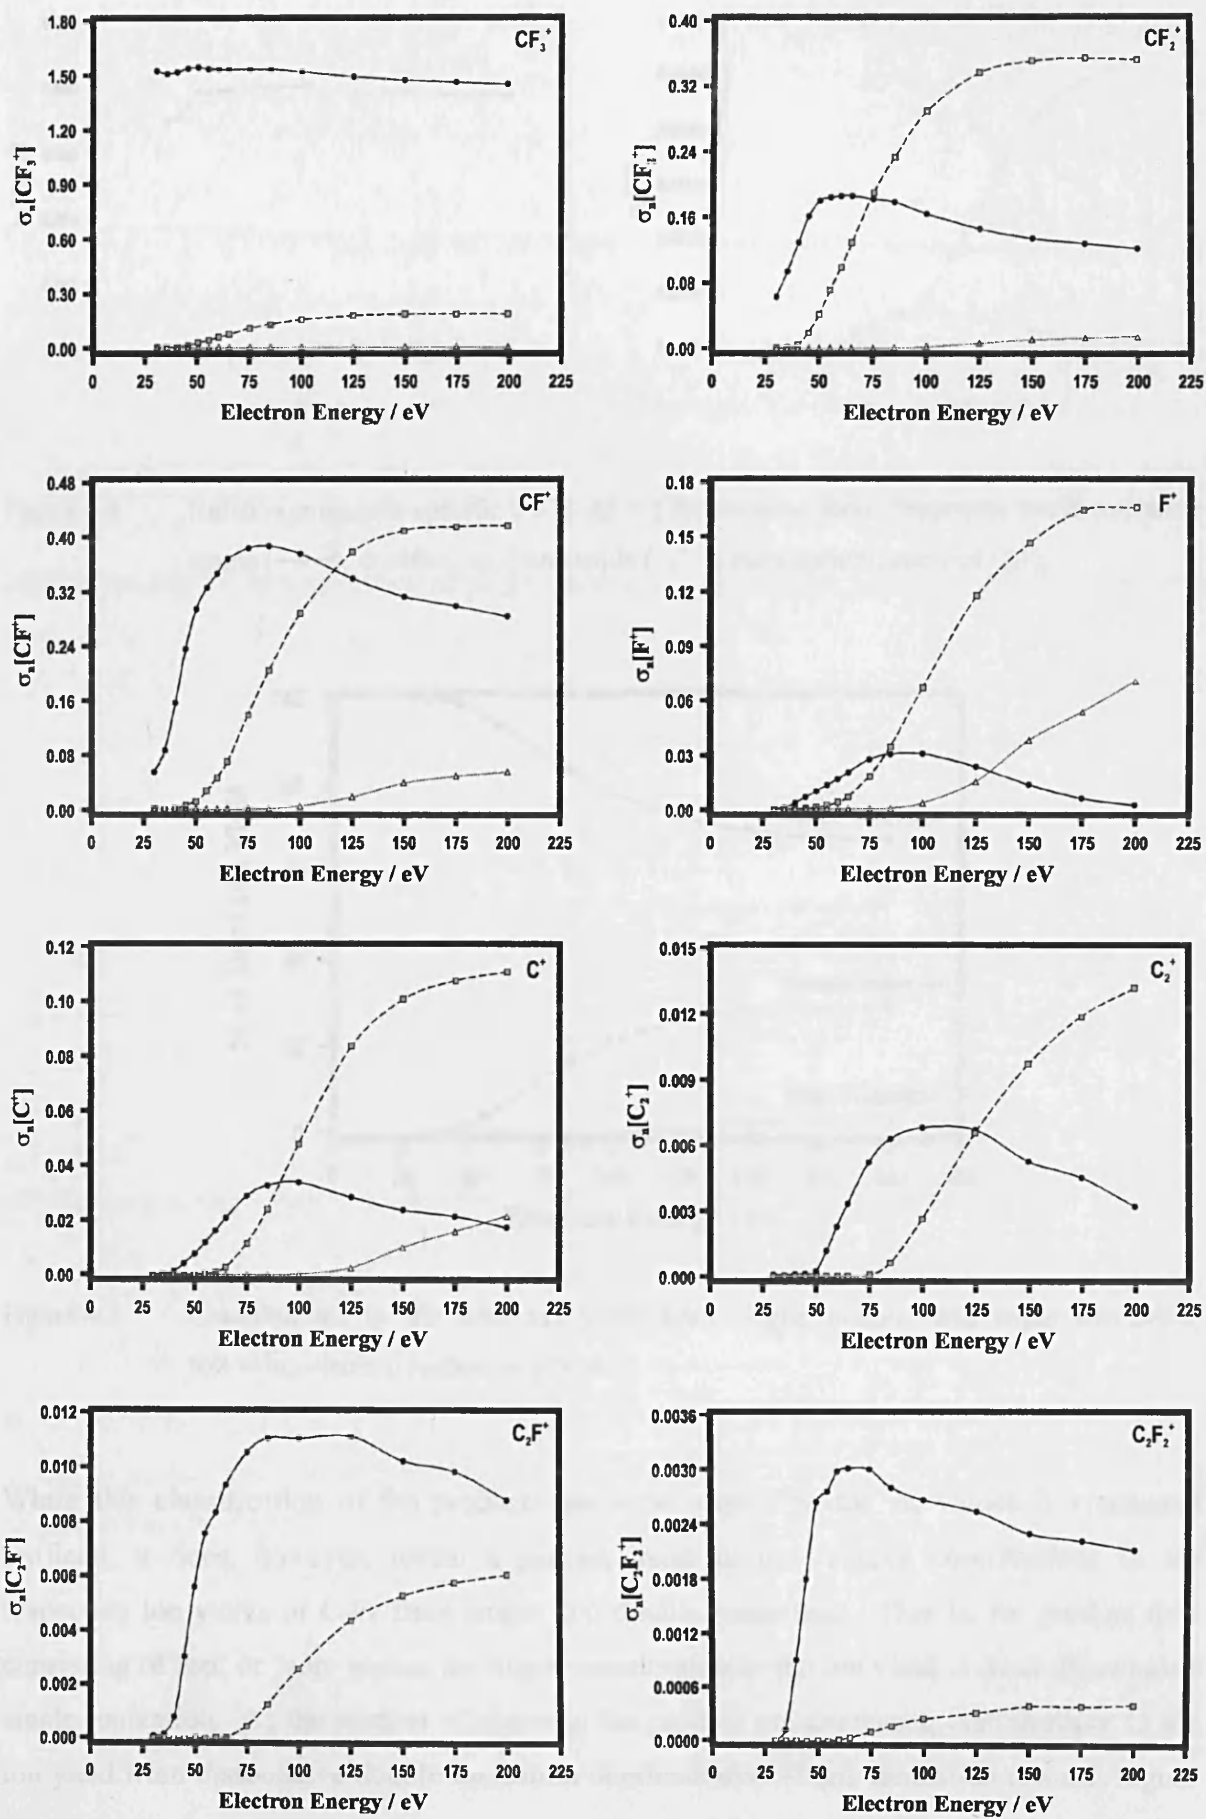 CF₃⁺
σₙ[CF₃⁺]
1.80
1.50
1.20
0.90
0.60
0.30
0.00
0 25 50 75 100 125 150 175 200 225
Electron Energy / eV
CF₂⁺
σₙ[CF₂⁺]
0.40
0.32
0.24
0.16
0.08
0.00
0 25 50 75 100 125 150 175 200 225
Electron Energy / eV
CF⁺
σₙ[CF⁺]
0.48
0.40
0.32
0.24
0.16
0.08
0.00
0 25 50 75 100 125 150 175 200 225
Electron Energy / eV
F⁺
σₙ[F⁺]
0.18
0.15
0.12
0.09
0.06
0.03
0.00
0 25 50 75 100 125 150 175 200 225
Electron Energy / eV
C⁺
σₙ[C⁺]
0.12
0.10
0.08
0.06
0.04
0.02
0.00
0 25 50 75 100 125 150 175 200 225
Electron Energy / eV
C₂⁺
σₙ[C₂⁺]
0.015
0.012
0.009
0.006
0.003
0.000
0 25 50 75 100 125 150 175 200 225
Electron Energy / eV
C₂F⁺
σₙ[C₂F⁺]
0.012
0.010
0.008
0.006
0.004
0.002
0.000
0 25 50 75 100 125 150 175 200 225
Electron Energy / eV
C₂F₂⁺
σₙ[C₂F₂⁺]
0.0036
0.0030
0.0024
0.0018
0.0012
0.0006
0.0000
0 25 50 75 100 125 150 175 200 225
Electron Energy / eV